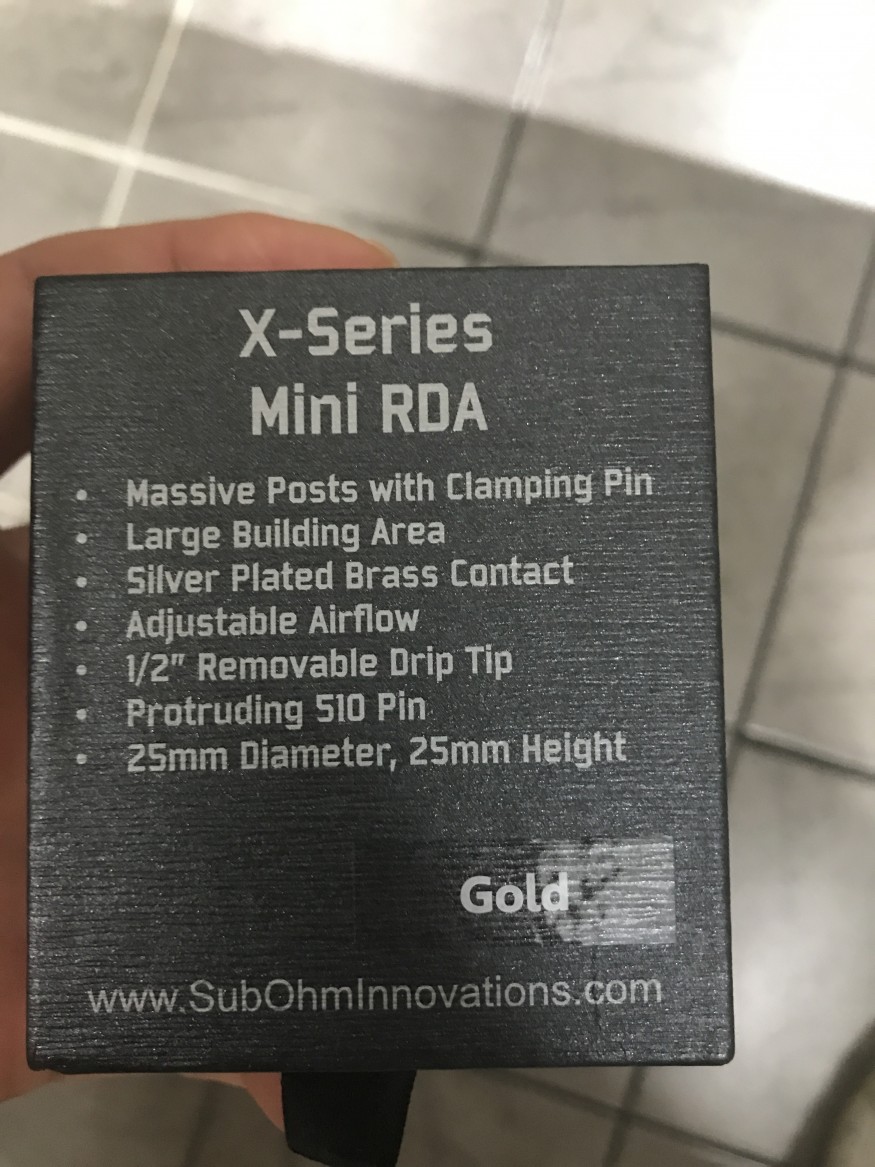 X-Series
Mini RDA
• Massive Posts with Clamping Pin
• Large Building Area
• Silver Plated Brass Contact
• Adjustable Airflow
• 1/2" Removable Drip Tip
• Protruding 510 Pin
• 25mm Diameter, 25mm Height
Gold
www.SubOhmInnovations.com